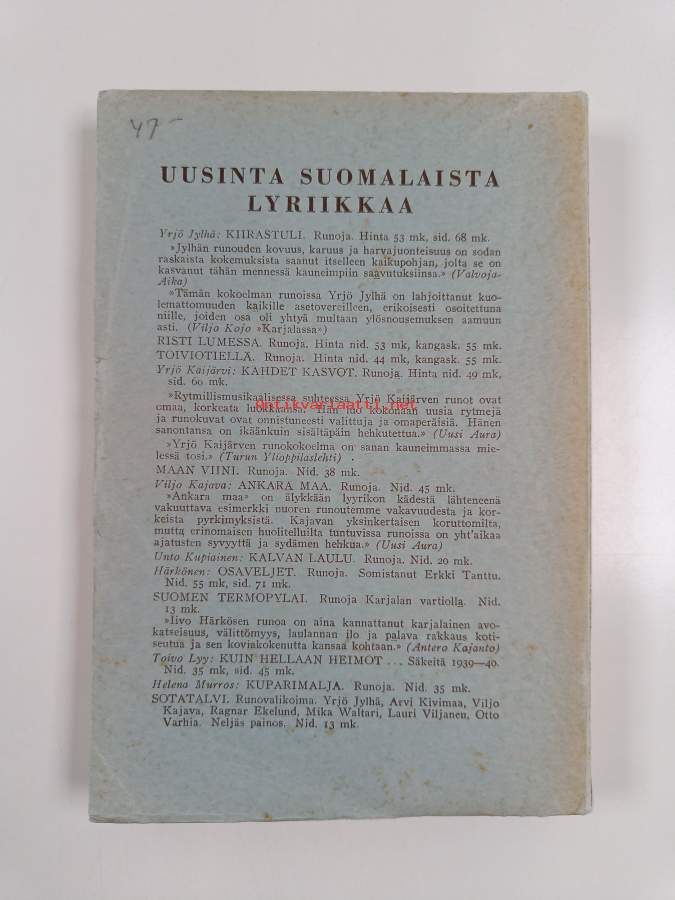 47 –
UUSINTA SUOMALAISTA
LYRIIKKAA
Yrjö Jylhä: KIIRASTULI. Runoja. Hinta 53 mk, sid. 68 mk.
»Jylhän runouden kovuus, karuus ja harvajuonteisuus on sodan
raskaista kokemuksista saanut itselleen kaikupohjan, jolta se on
kasvanut tähän mennessä kauneimpiin saavutuksiinsa.» (Valvoja-
Aika)
»Tämän kokoelman runoissa Yrjö Jylhä on lahjoittanut kuo-
lemattomuuden kaikille asetovereilleen, erikoisesti osoitettuna
niille, joiden osa oli yhtyä multaan ylösnousemuksen aamuun
asti. (Viljo Kojo »Karjalassa»)
RISTI LUMESSA. Runoja. Hinta nid. 53 mk, kangask. 55 mk.
TOIVIOTIELLÄ. Runoja. Hinta nid. 44 mk, kangask. 55 mk.
Yrjö Kaijärvi: KAHDET KASVOT. Runoja. Hinta nid. 49 mk,
sid. 60 mk.
»Rytmillismusikaalisessa suhteessa Yrjö Kaijärven runot ovat
omaa, korkeata luokkaansa. Hän luo kokonaan uusia rytmejä
antikvariaatti.net
ja runokuvat ovat onnistuneesti valittuja ja omaperäisiä. Hänen
sanontansa on ikäänkuin sisältäpäin hehkutettua.» (Uusi Aura)
»Yrjö Kaijärven runokokoelma on sanan kauneimmassa mie-
lessä tosi.» (Turun Ylioppilaslehti)
MAAN VIINI. Runoja. Nid. 38 mk.
Viljo Kajava: ANKARA MAA. Runoja. Nid. 45 mk.
»Ankara maa» on älykkään lyyrikon kädestä lähteneenä
vakuuttava esimerkki nuoren runoutemme vakavuudesta ja kor-
keista pyrkimyksistä. Kajavan yksinkertaisen koruttomilta,
mutta erinomaisen huolitelluilta tuntuvissa runoissa on yht'aikaa
ajatusten syvyyttä ja sydämen hehkua.» (Uusi Aura)
Unto Kupiainen: KALVAN LAULU. Runoja. Nid. 20 mk.
Härkönen: OSAVELJET. Runoja. Somistanut Erkki Tanttu.
Nid. 55 mk, sid. 71 mk.
SUOMEN TERMOPYLAI. Runoja Karjalan vartiolla. Nid.
13 mk.
»Iivo Härkösen runoa on aina kannattanut karjalainen avo-
katseisuus, välittömyys, laulannan ilo ja palava rakkaus koti-
seutua ja sen koviakokenutta kansaa kohtaan.» (Antero Kajanto)
Toivo Lyy: KUIN HELLAAN HEIMOT . . . Säkeitä 1939—40.
Nid. 35 mk, sid. 45 mk.
Helena Murros: KUPARIMALJA. Runoja. Nid. 35 mk.
SOTATALVI. Runovalikoima. Yrjö Jylhä, Arvi Kivimaa, Viljo
Kajava, Ragnar Ekelund, Mika Waltari, Lauri Viljanen, Otto
Varhia. Neljäs painos. Nid. 13 mk.